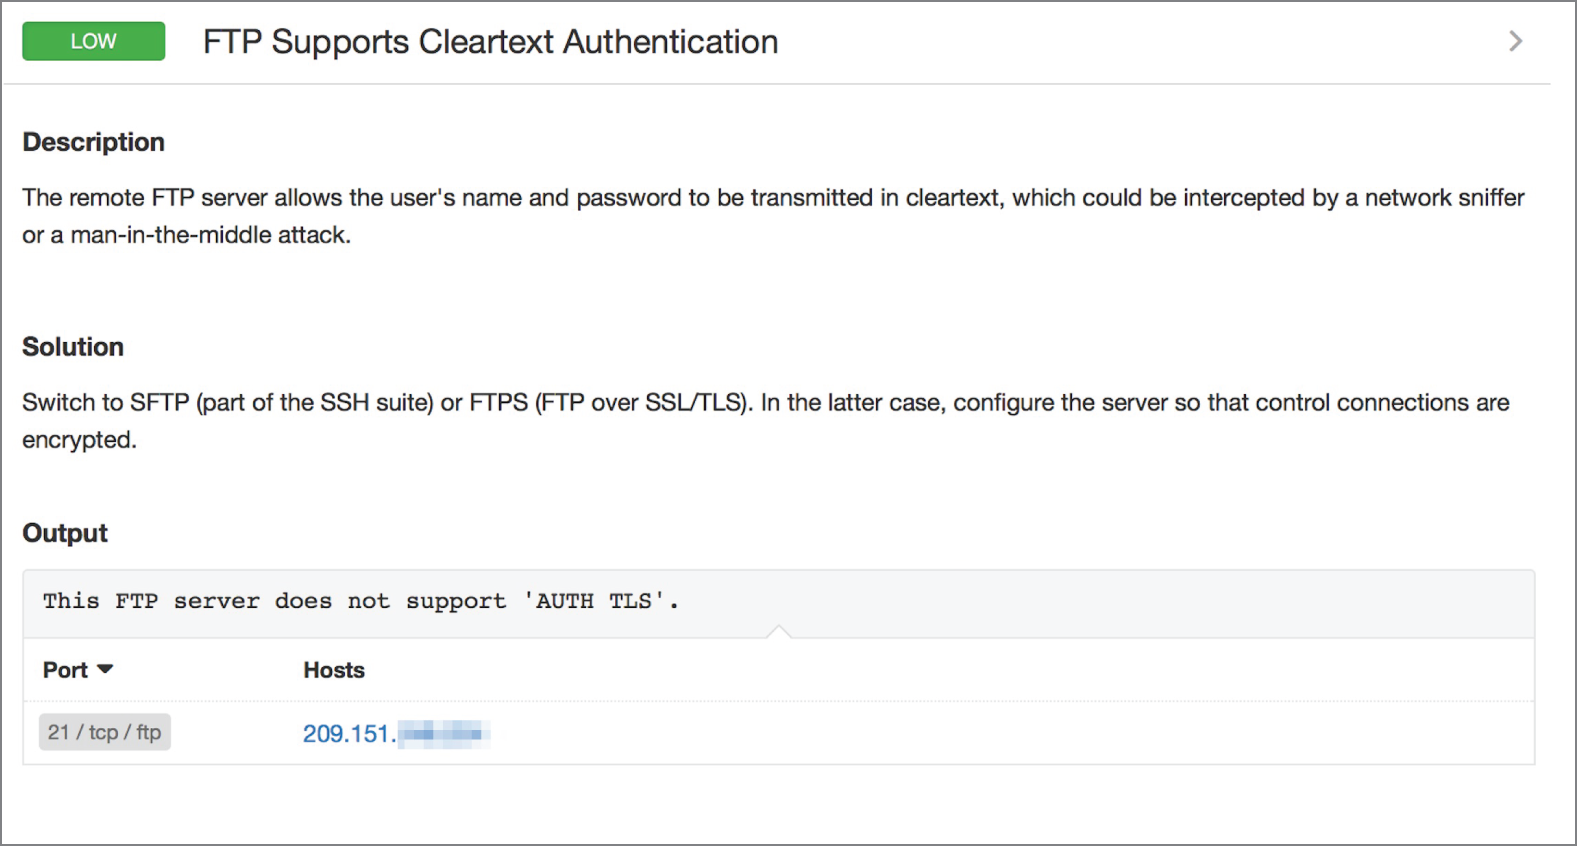 LOW FTP Supports Cleartext Authentication
Description
The remote FTP server allows the user's name and password to be transmitted in cleartext, which could be intercepted by a network sniffer
or a man-in-the-middle attack.
Solution
Switch to SFTP (part of the SSH suite) or FTPS (FTP over SSL/TLS). In the latter case, configure the server so that control connections are
encrypted.
Output
This FTP server does not support 'AUTH TLS'.
Port Hosts
21 / tcp / ftp 209.151.